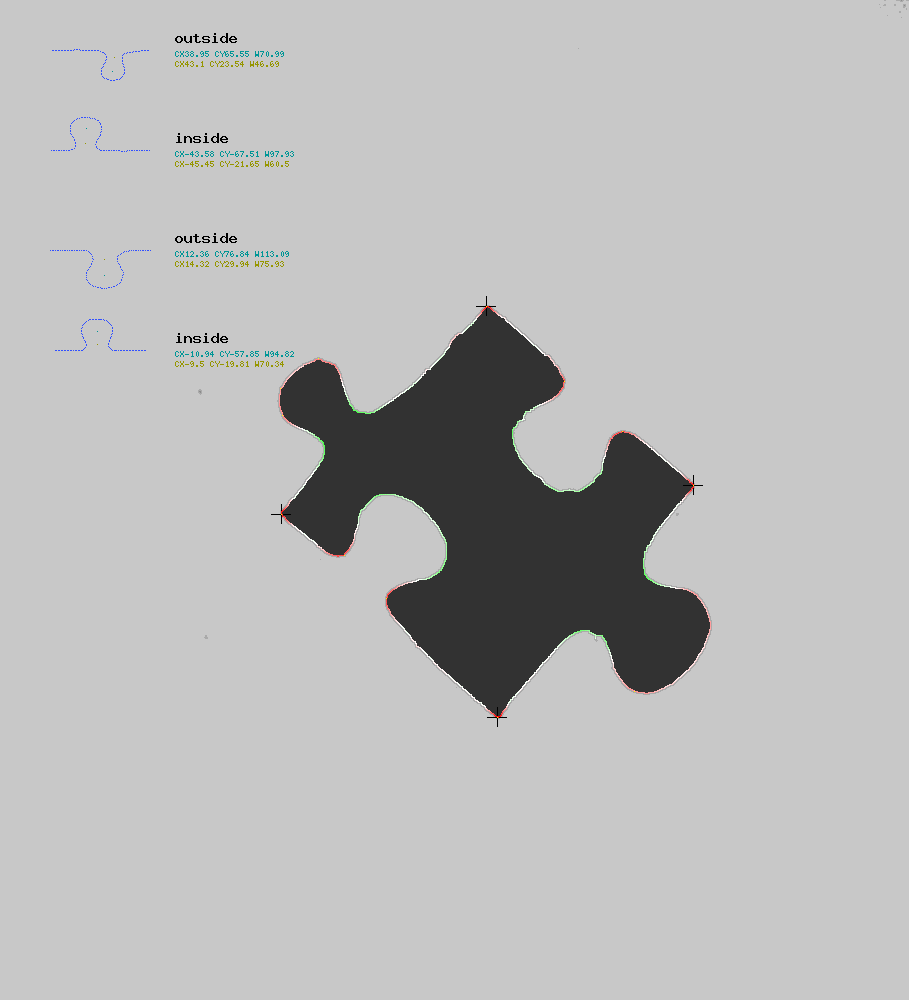 outside
CX38.95 CY65.55 W70.99
CX43.1 CY23.54 W46.69
inside
CX-43.58 CY-67.51 W97.93
CX-45.45 CY-21.65 W60.5
outside
CX12.36 CY76.84 W113.09
CX14.32 CY29.94 W75.93
inside
CX-10.94 CY-57.85 W94.82
CX-9.5 CY-19.81 W70.34